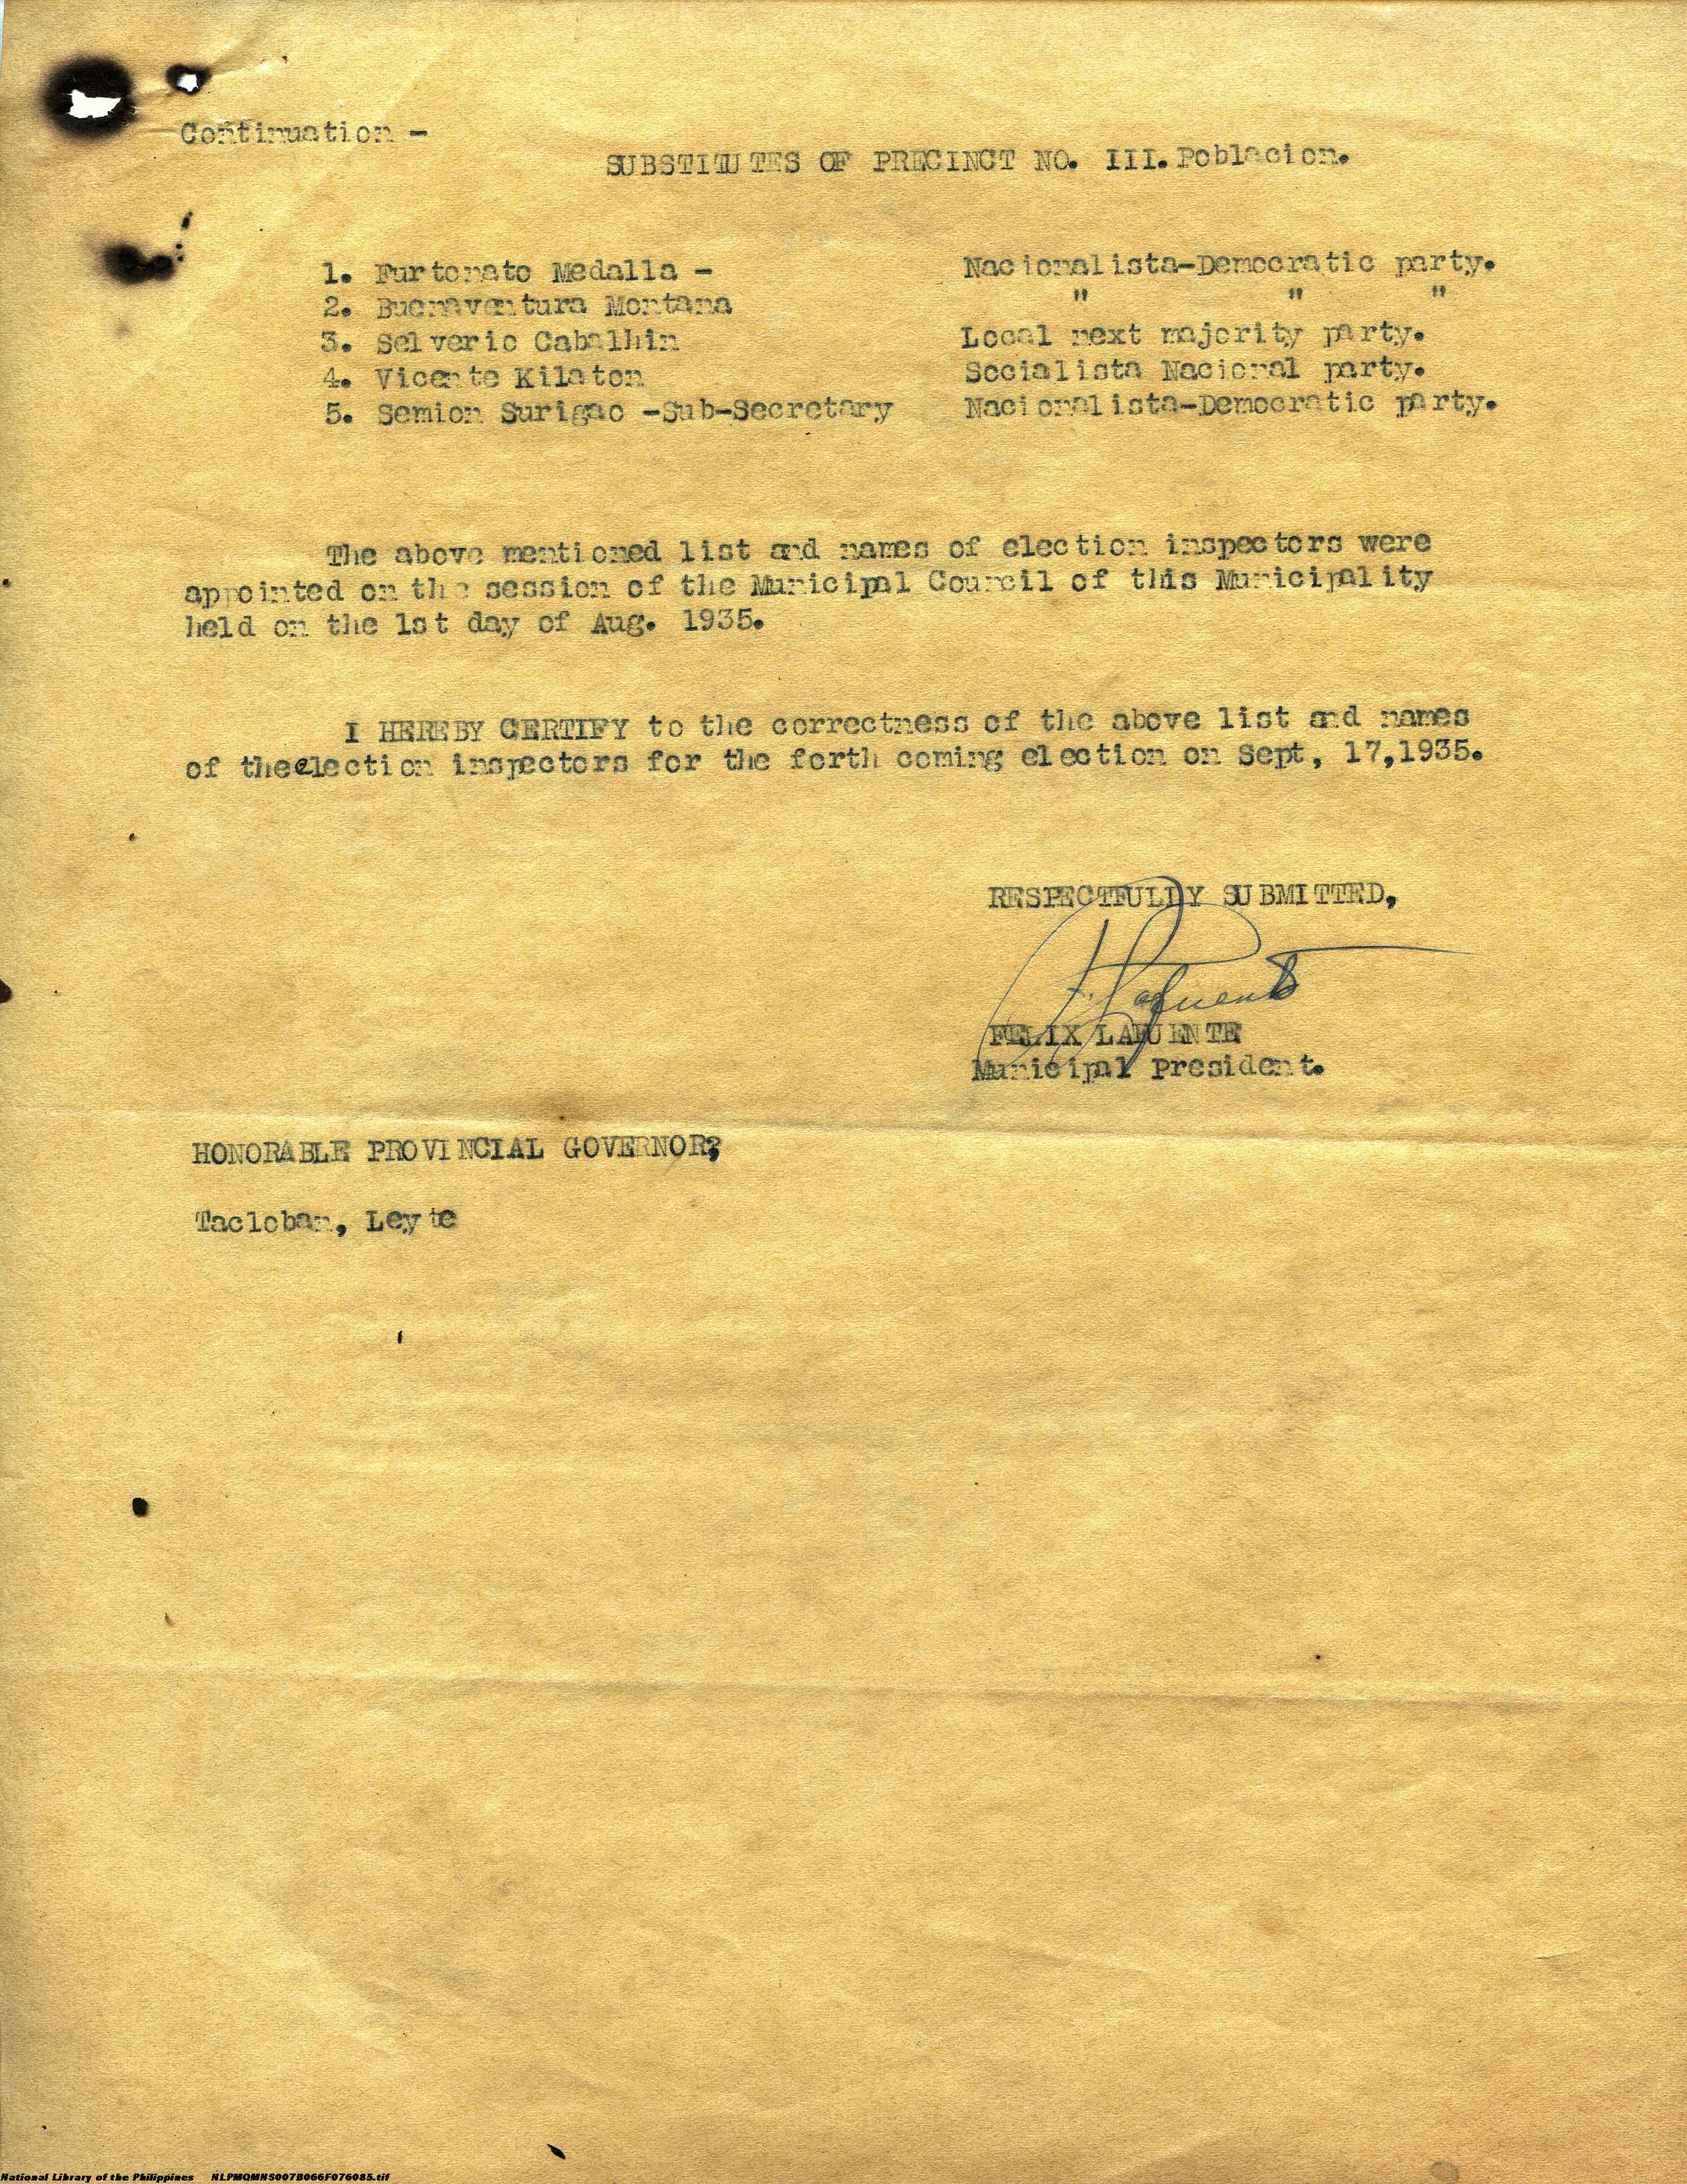 Continuation -
SUBSTITUTES OF PRECINCT NO. III. Poblacion.
1. Furtonato Medalla - Nacionalista-Democratic party.
2. Buenaventura Montana " " "
3. Selverio Cabalhin Local next majority party.
4. Vicente Kilaton Socialista Nacional party.
5. Semion Surigao -Sub-Secretary Nacionalista-Democratic party.
The above mentioned list and names of election inspectors were
appointed on the session of the Municipal Council of this Municipality
held on the 1st day of Aug. 1935.
I HEREBY CERTIFY to the correctness of the above list and names
of theelection inspectors for the forth coming election on Sept, 17,1935.
RESPECTFULLY SUBMITTED,
F. Lafuente
FELIX LAFUENTE
Municipal President.
HONORABLE PROVINCIAL GOVERNOR;
Tacloban, Leyte
National Library of the Philippines NLPMQMNS007B066F076085.tif